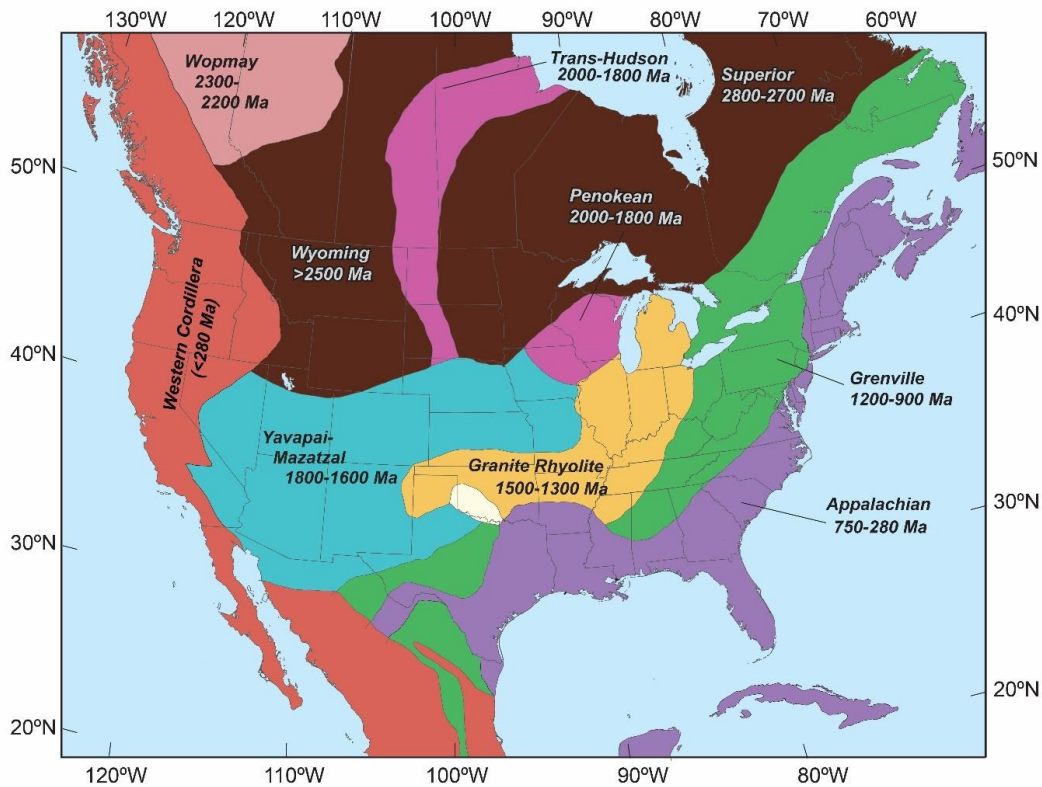 130ºW 120ºW 110ºW 100ºW 90ºW 80ºW 70ºW 60ºW
Wopmay
2300-
2200 Ma
Trans-Hudson
2000-1800 Ma
Superior
2800-2700 Ma
50ºN
50ºN
Penokean
2000-1800 Ma
Wyoming
>2500 Ma
Western Cordillera
(<280 Ma)
40ºN
40ºN
Grenville
1200-900 Ma
Yavapai-
Mazatzal
1800-1600 Ma
Granite Rhyolite
1500-1300 Ma
Appalachian
750-280 Ma
30ºN
30ºN
20ºN
20ºN
120ºW 110ºW 100ºW 90ºW 80ºW